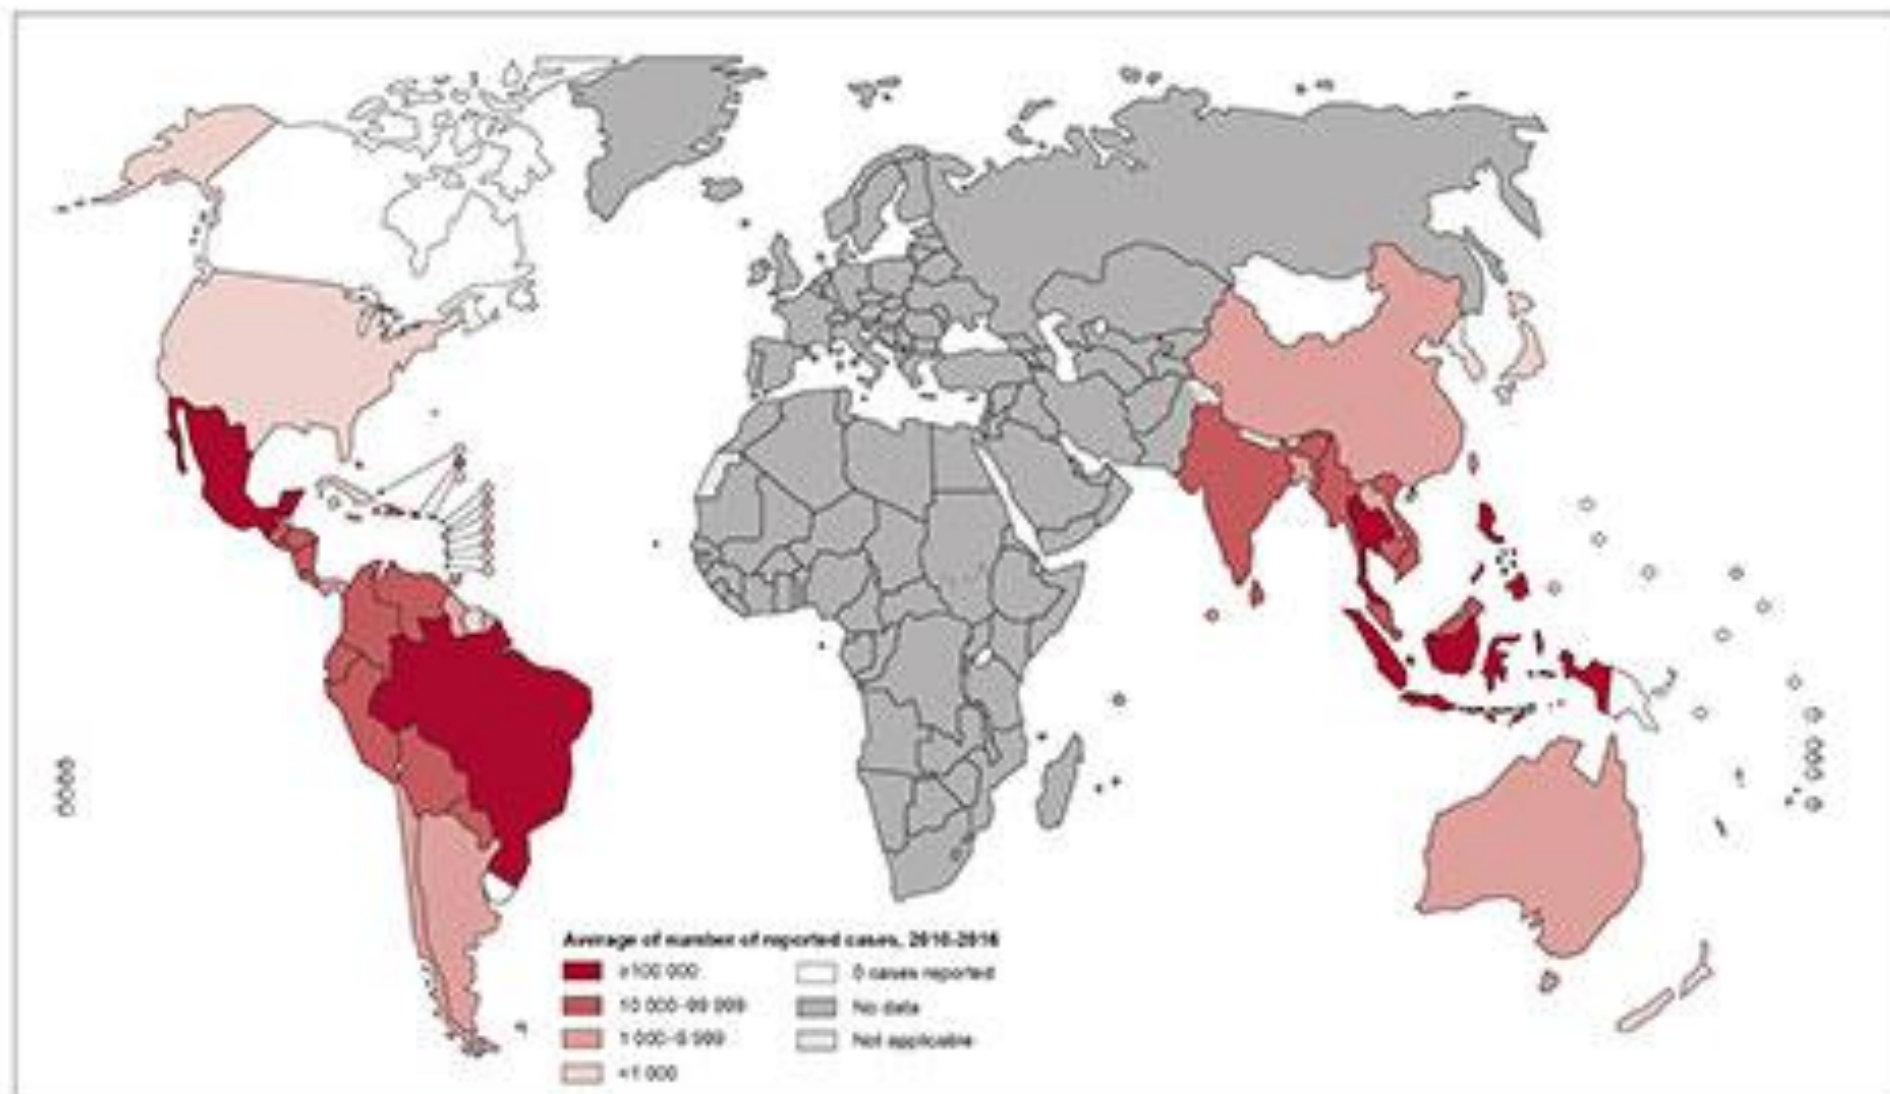 Average of number of reported cases, 2010-2016
≥100 000
10 000–99 999
1 000–9 999
<1 000
0 cases reported
No data
Not applicable